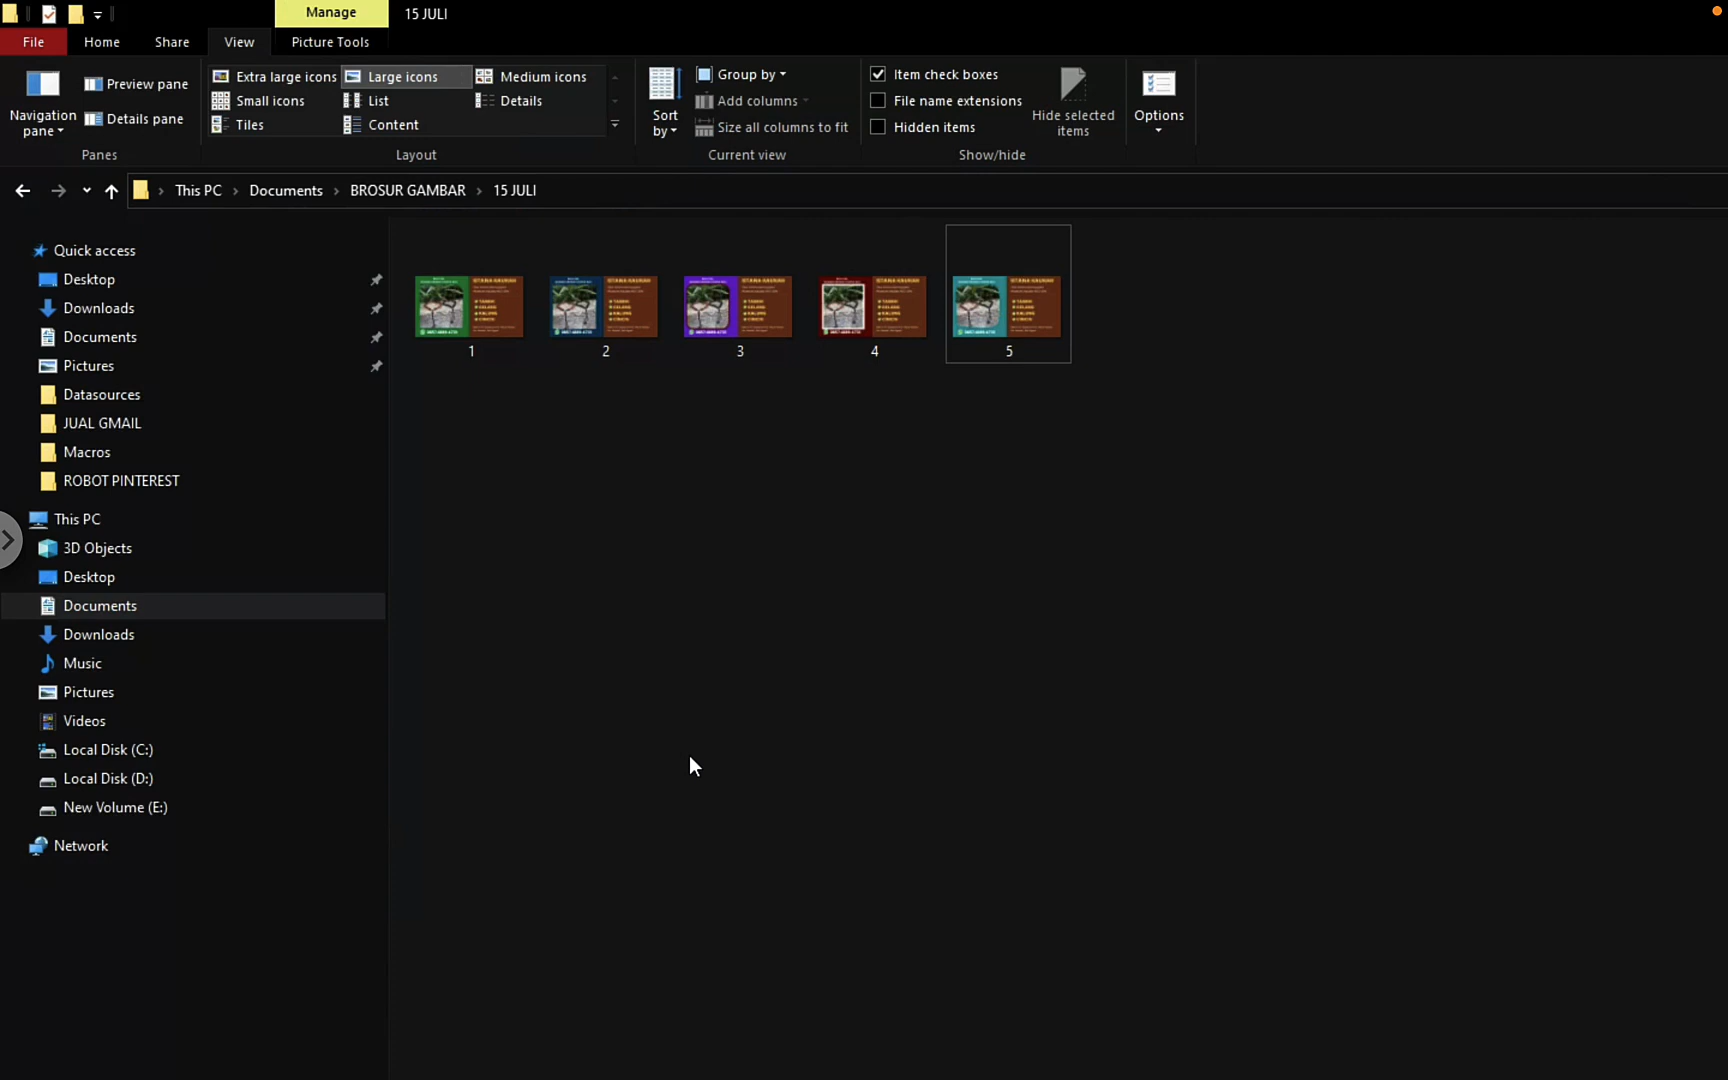 Manage
15 JULI
File
Home
Share
View
Picture Tools
Navigation pane
Preview pane
Details pane
Panes
Extra large icons
Large icons
Medium icons
Small icons
List
Details
Tiles
Content
Layout
Sort by
Group by
Add columns
Size all columns to fit
Current view
Item check boxes
File name extensions
Hidden items
Hide selected items
Show/hide
Options
This PC
Documents
BROSUR GAMBAR
15 JULI
Quick access
Desktop
Downloads
Documents
Pictures
Datasources
JUAL GMAIL
Macros
ROBOT PINTEREST
This PC
3D Objects
Desktop
Documents
Downloads
Music
Pictures
Videos
Local Disk (C:)
Local Disk (D:)
New Volume (E:)
Network
1
2
3
4
5